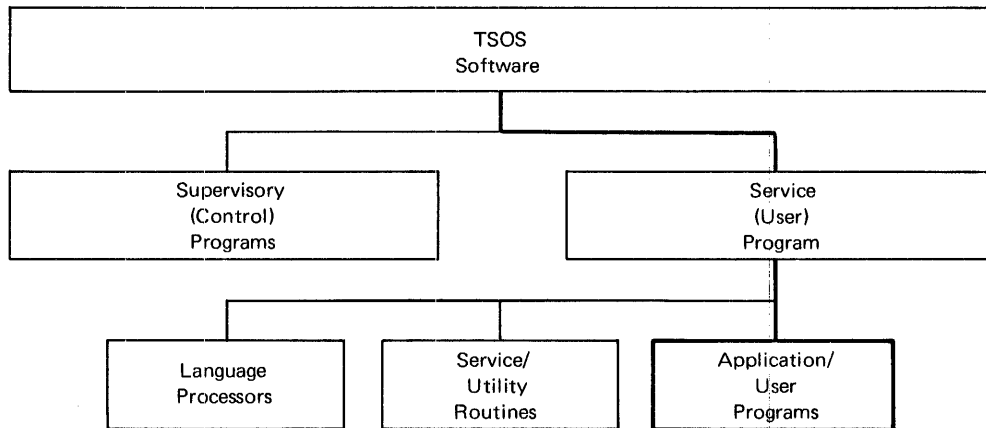 TSOS
Software
Supervisory
(Control)
Programs
Service
(User)
Program
Language
Processors
Service/
Utility
Routines
Application/
User
Programs